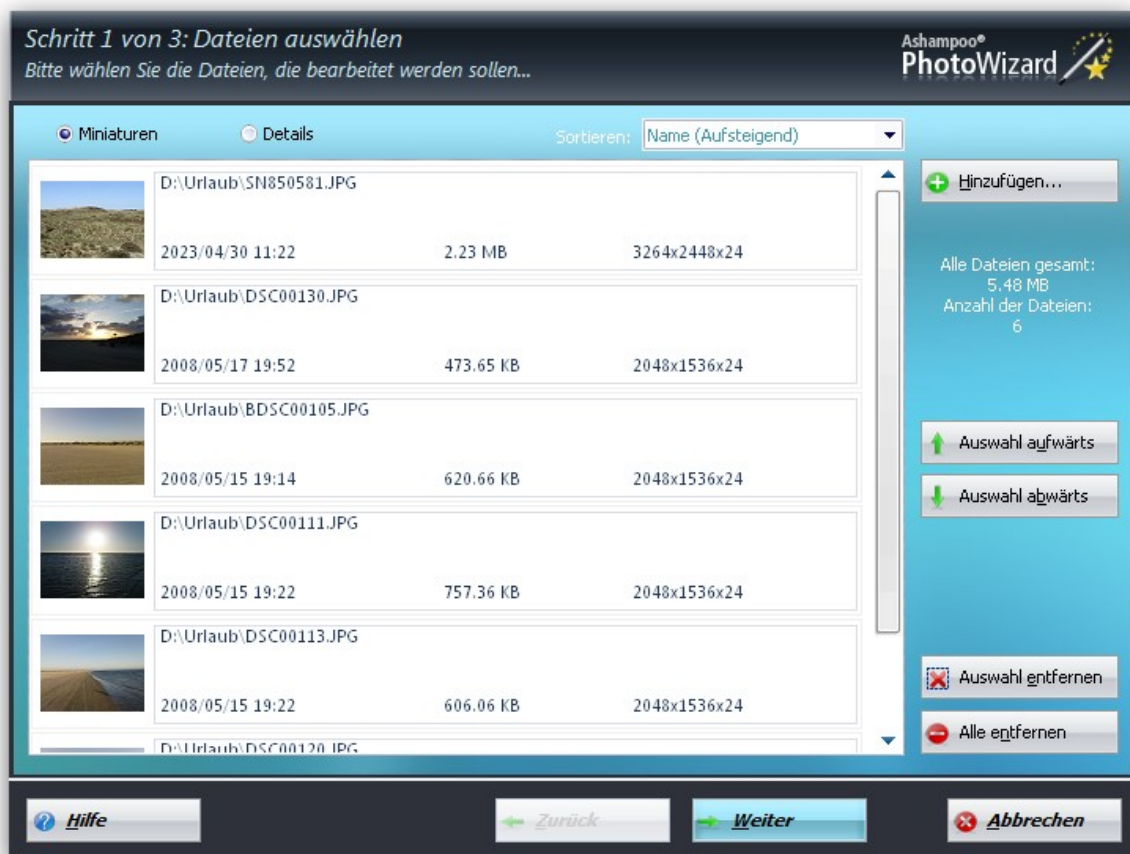 Schritt 1 von 3: Dateien auswählen
Bitte wählen Sie die Dateien, die bearbeitet werden sollen...
Ashampoo®
PhotoWizard
Miniaturen
Details
Sortieren:
Name (Aufsteigend)
D:\Urlaub\SN850581.JPG
2023/04/30 11:22 2.23 MB 3264x2448x24
D:\Urlaub\DSC00130.JPG
2008/05/17 19:52 473.65 KB 2048x1536x24
D:\Urlaub\BDSC00105.JPG
2008/05/15 19:14 620.66 KB 2048x1536x24
D:\Urlaub\DSC00111.JPG
2008/05/15 19:22 757.36 KB 2048x1536x24
D:\Urlaub\DSC00113.JPG
2008/05/15 19:22 606.06 KB 2048x1536x24
D:\Urlaub\DSC00120.JPG
Hinzufügen...
Alle Dateien gesamt:
5.48 MB
Anzahl der Dateien:
6
Auswahl aufwärts
Auswahl abwärts
Auswahl entfernen
Alle entfernen
Hilfe
Zurück
Weiter
Abbrechen